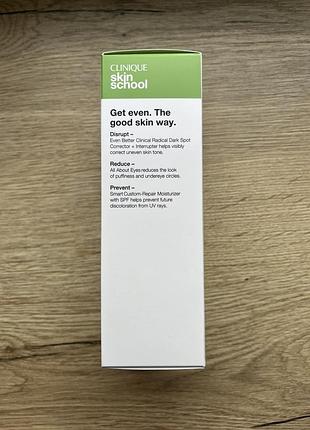 CLINIQUE
skin
school
Get even. The
good skin way.
Disrupt –
Even Better Clinical Radical Dark Spot
Corrector + Interrupter helps visibly
correct uneven skin tone.
Reduce –
All About Eyes reduces the look
of puffiness and undereye circles.
Prevent –
Smart Custom-Repair Moisturizer
with SPF helps prevent future
discoloration from UV rays.